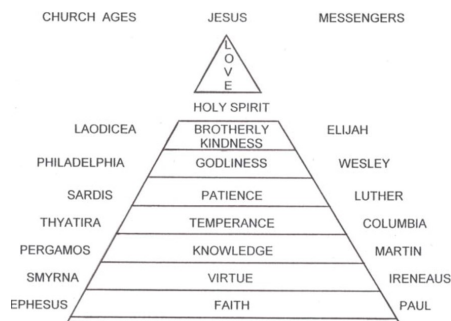 CHURCH AGES JESUS MESSENGERS
L
O
V
E
HOLY SPIRIT
LAODICEA BROTHERLY KINDNESS ELIJAH
PHILADELPHIA GODLINESS WESLEY
SARDIS PATIENCE LUTHER
THYATIRA TEMPERANCE COLUMBIA
PERGAMOS KNOWLEDGE MARTIN
SMYRNA VIRTUE IRENEAUS
EPHESUS FAITH PAUL